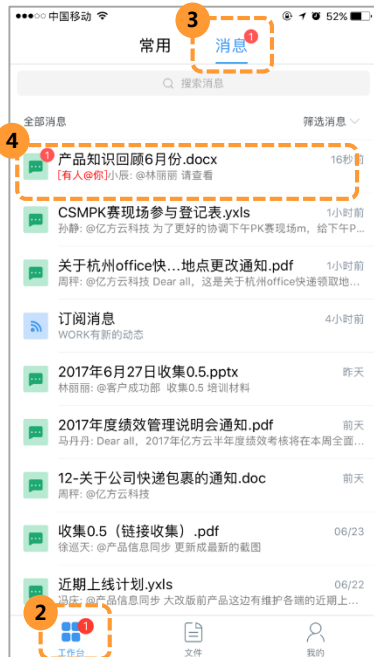 中国移动 52%
3
常用 消息 1
搜索消息
全部消息 筛选消息
4
1 产品知识回顾6月份.docx 16秒前
[有人@你]小辰: @林丽丽 请查看
CSMPK赛现场参与登记表.yxls 1小时前
孙静: @亿方云科技 为了更好的协调下午PK赛现场m，给下午P...
关于杭州office快...地点更改通知.pdf 1小时前
周秤: @亿方云科技 Dear all，这是关于杭州office快递领取地...
订阅消息 4小时前
WORK有新的动态
2017年6月27日收集0.5.pptx 昨天
林丽丽: @客户成功部 收集0.5 培训材料
2017年度绩效管理说明会通知.pdf 前天
马丹丹: Dear all，2017年亿方云半年度绩效考核将在本周全面...
12-关于公司快递包裹的通知.doc 前天
周秤: @亿方云科技
收集0.5（链接收集）.pdf 06/23
徐巡天: @产品信息同步 更新成最新的截图
近期上线计划.yxls 06/22
冯庆: @产品信息同步 大改版前产品这边有维护各端的近期上...
2
1
工作台 文件 我的